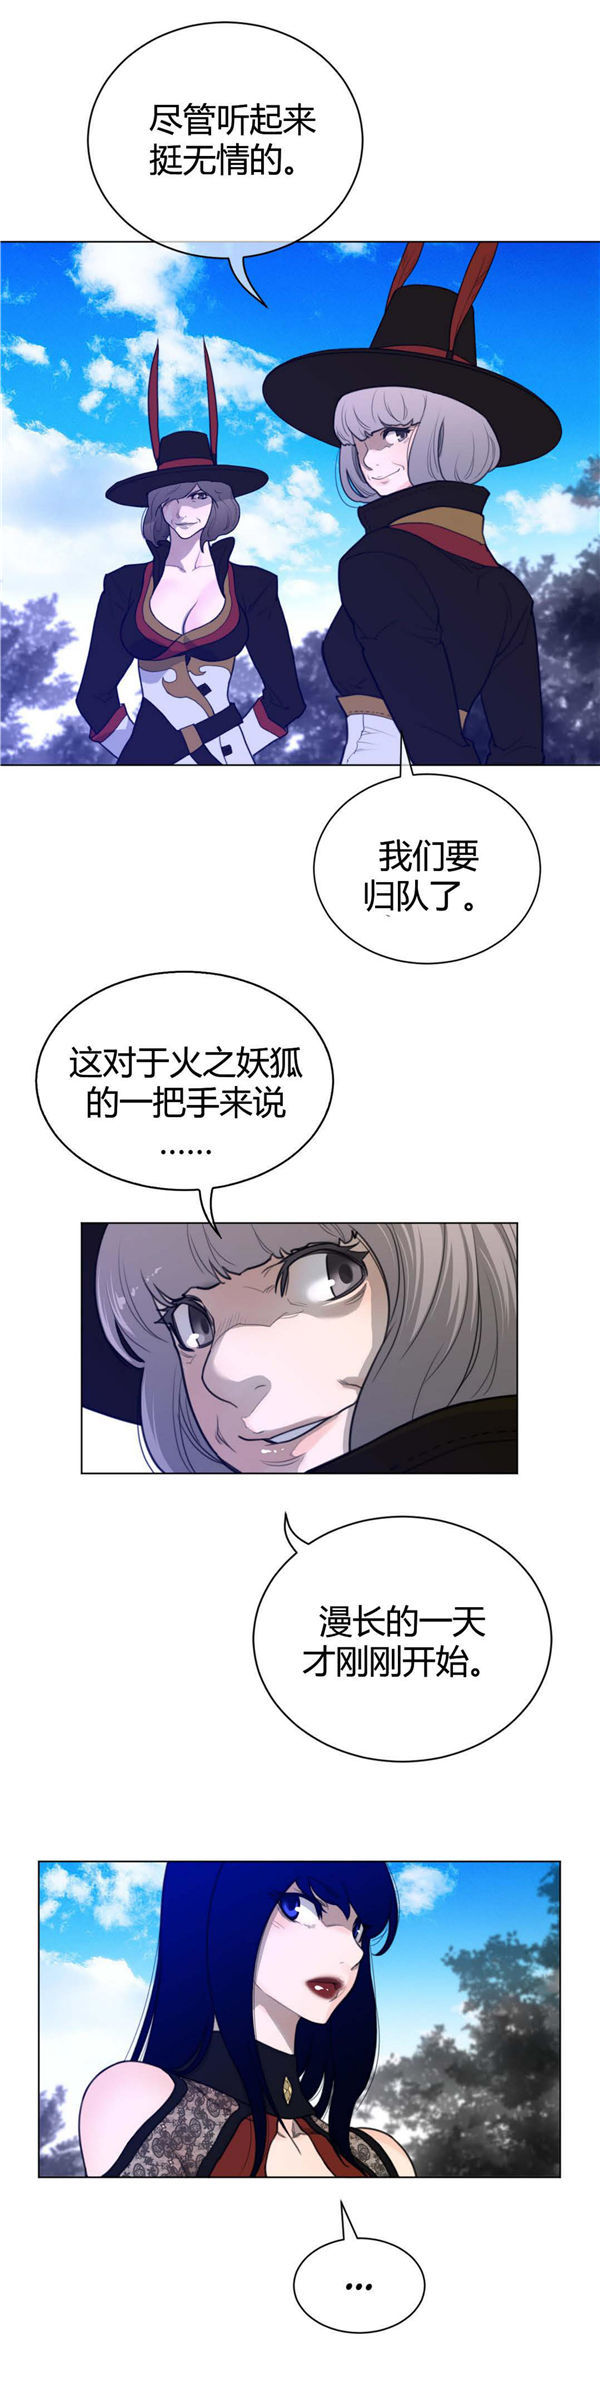 尽管听起来
挺无情的。
我们要
归队了。
这对于火之妖狐
的一把手来说
……
漫长的一天
才刚刚开始。
…